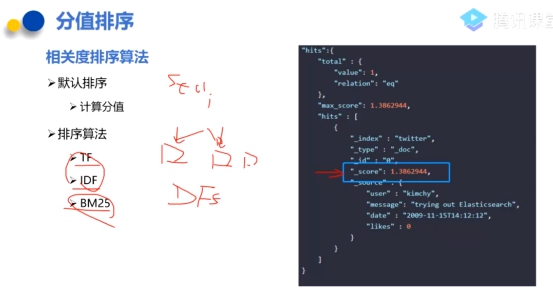 分值排序
腾讯课堂
相关度排序算法
➢默认排序
➢计算分值
➢排序算法
➢TF
➢IDF
➢BM25
DFS
"hits":{
"total" : {
"value": 1,
"relation": "eq"
},
"max_score": 1.3862944,
"hits" : [
{
"_index" : "twitter",
"_type" : "_doc",
"_id" : "0",
"_score": 1.3862944,
"_source" : {
"user" : "kimchy",
"message": "trying out Elasticsearch",
"date" : "2009-11-15T14:12:12",
"likes" : 0
}
}
]
}